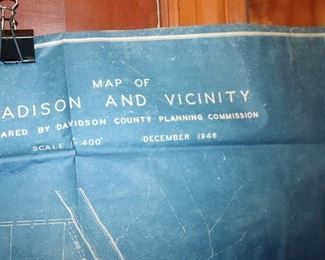 MAP OF
ADISON AND VICINITY
ARED BY DAVIDSON COUNTY PLANNING COMMISSION
SCALE 1"=400' DECEMBER 1946